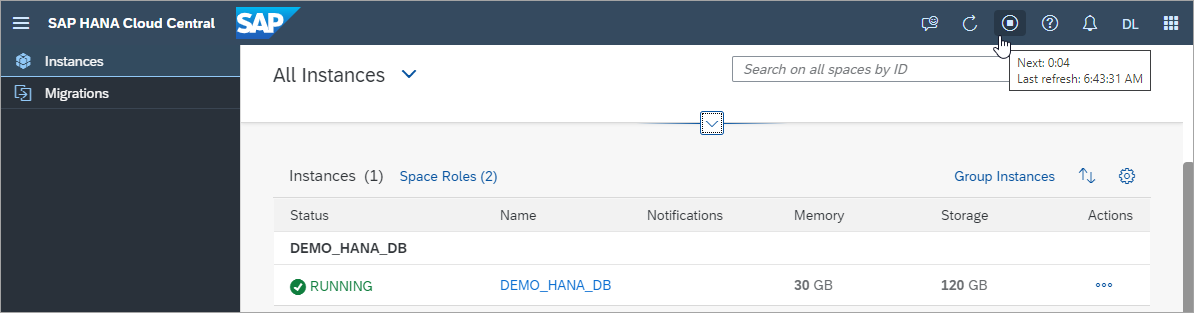 SAP HANA Cloud Central
SAP
DL
Instances
Migrations
All Instances
Search on all spaces by ID
Next: 0:04
Last refresh: 6:43:31 AM
Instances (1) Space Roles (2) Group Instances
Status Name Notifications Memory Storage Actions
DEMO_HANA_DB
RUNNING DEMO_HANA_DB 30 GB 120 GB